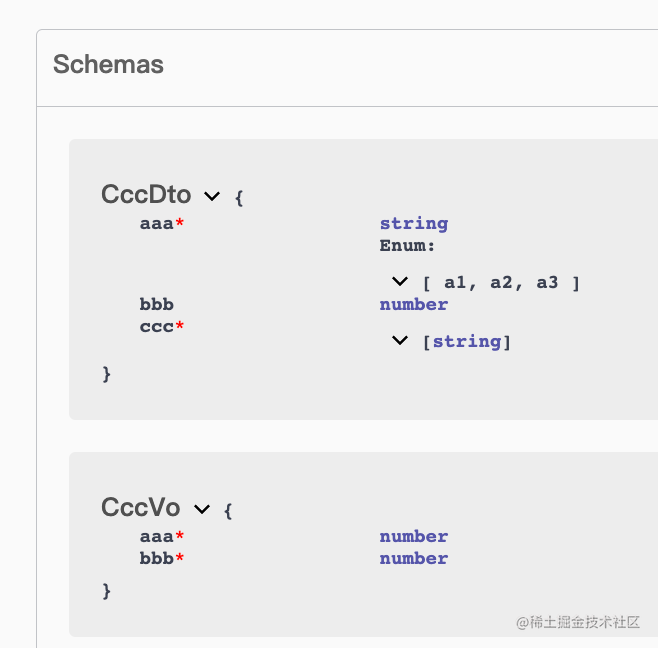 Schemas
CccDto {
aaa* string
Enum:
[ a1, a2, a3 ]
bbb number
ccc*
[string]
}
CccVo {
aaa* number
bbb* number
}
@稀土掘金技术社区